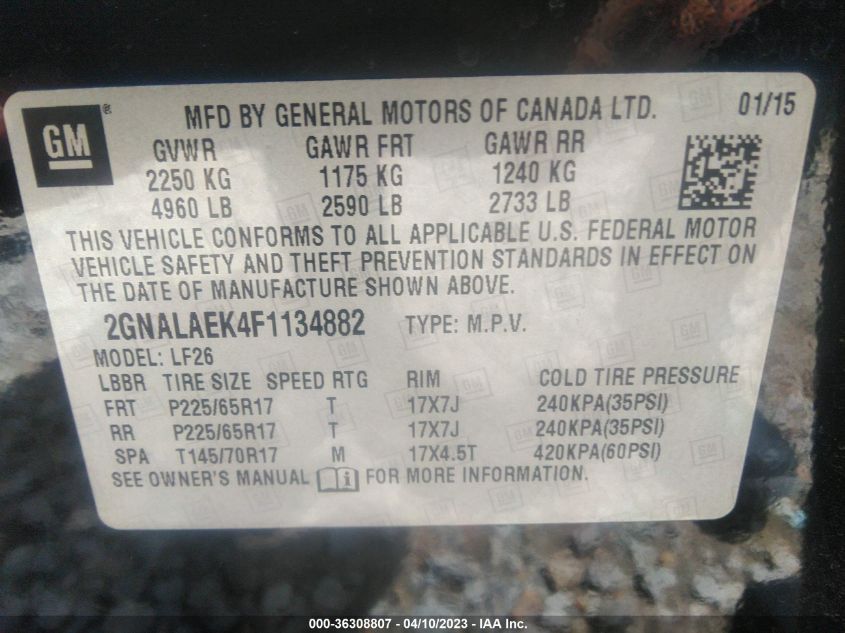 GM
®
MFD BY GENERAL MOTORS OF CANADA LTD. 01/15
GVWR GAWR FRT GAWR RR
2250 KG 1175 KG 1240 KG
4960 LB 2590 LB 2733 LB
THIS VEHICLE CONFORMS TO ALL APPLICABLE U.S. FEDERAL MOTOR
VEHICLE SAFETY AND THEFT PREVENTION STANDARDS IN EFFECT ON
THE DATE OF MANUFACTURE SHOWN ABOVE.
2GNALAEK4F1134882 TYPE: M.P.V.
MODEL: LF26
LBBR TIRE SIZE SPEED RTG RIM COLD TIRE PRESSURE
FRT P225/65R17 T 17X7J 240KPA(35PSI)
RR P225/65R17 T 17X7J 240KPA(35PSI)
SPA T145/70R17 M 17X4.5T 420KPA(60PSI)
SEE OWNER'S MANUAL i FOR MORE INFORMATION.
000-36308807 - 04/10/2023 - IAA Inc.